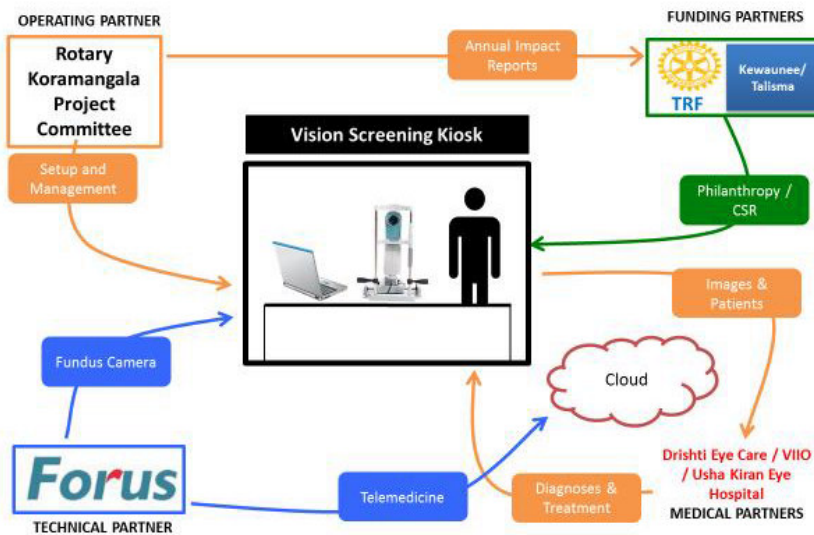 OPERATING PARTNER
Rotary
Koramangala
Project
Committee
Annual Impact
Reports
FUNDING PARTNERS
TRF
Kewaunee/
Talisma
Setup and
Management
Vision Screening Kiosk
Philanthropy /
CSR
Images &
Patients
Fundus Camera
Cloud
Forus
TECHNICAL PARTNER
Telemedicine
Diagnoses &
Treatment
Drishti Eye Care / VIIO
/ Usha Kiran Eye
Hospital
MEDICAL PARTNERS